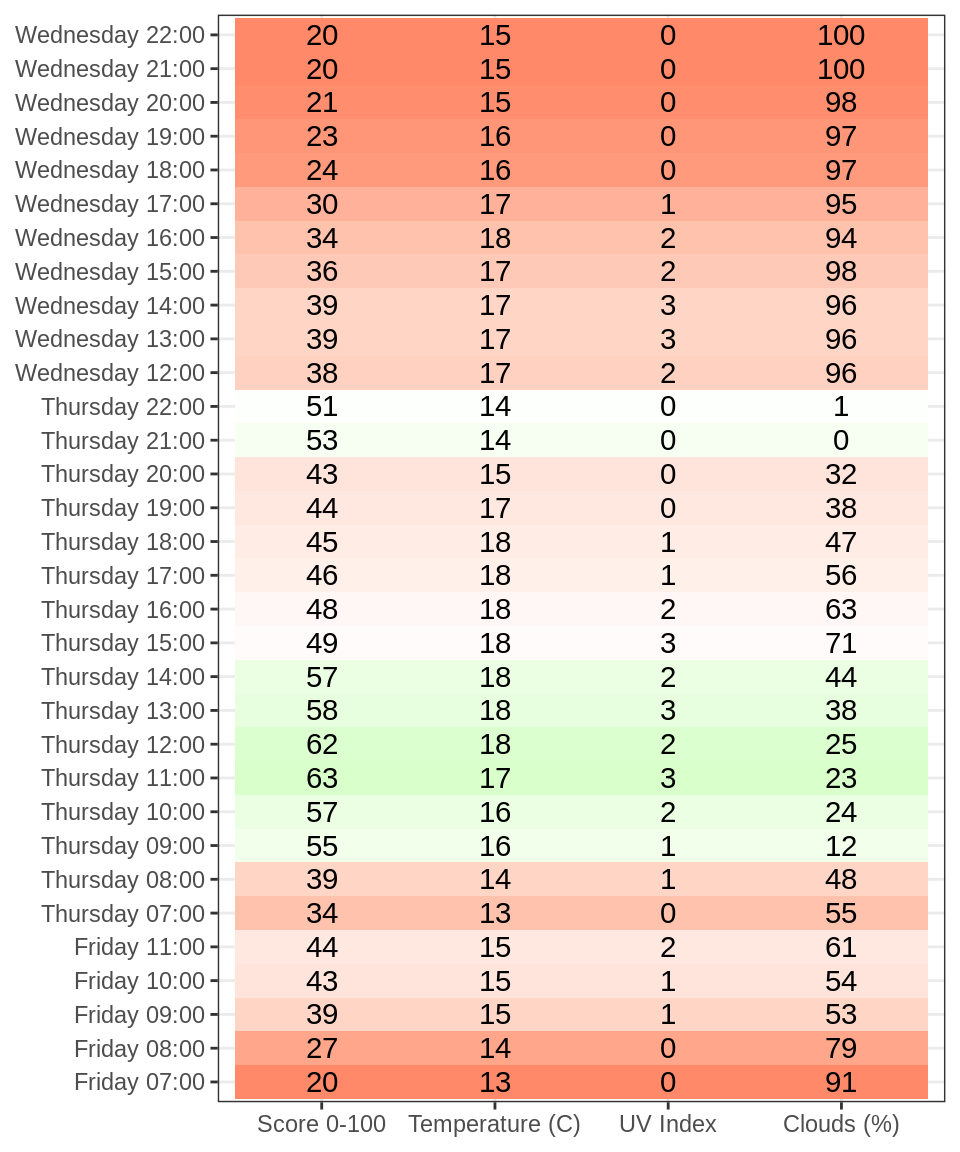 Wednesday 22:00 20 15 0 100
Wednesday 21:00 20 15 0 100
Wednesday 20:00 21 15 0 98
Wednesday 19:00 23 16 0 97
Wednesday 18:00 24 16 0 97
Wednesday 17:00 30 17 1 95
Wednesday 16:00 34 18 2 94
Wednesday 15:00 36 17 2 98
Wednesday 14:00 39 17 3 96
Wednesday 13:00 39 17 3 96
Wednesday 12:00 38 17 2 96
Thursday 22:00 51 14 0 1
Thursday 21:00 53 14 0 0
Thursday 20:00 43 15 0 32
Thursday 19:00 44 17 0 38
Thursday 18:00 45 18 1 47
Thursday 17:00 46 18 1 56
Thursday 16:00 48 18 2 63
Thursday 15:00 49 18 3 71
Thursday 14:00 57 18 2 44
Thursday 13:00 58 18 3 38
Thursday 12:00 62 18 2 25
Thursday 11:00 63 17 3 23
Thursday 10:00 57 16 2 24
Thursday 09:00 55 16 1 12
Thursday 08:00 39 14 1 48
Thursday 07:00 34 13 0 55
Friday 11:00 44 15 2 61
Friday 10:00 43 15 1 54
Friday 09:00 39 15 1 53
Friday 08:00 27 14 0 79
Friday 07:00 20 13 0 91
Score 0-100 Temperature (C) UV Index Clouds (%)